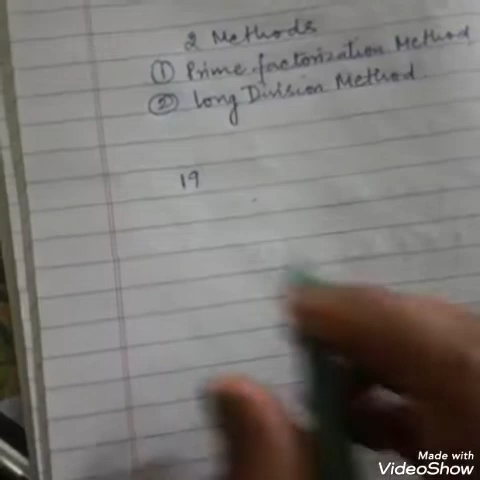 2 Methods
① Prime factorization Method
② Long Division Method.
19
Made with
VideoShow